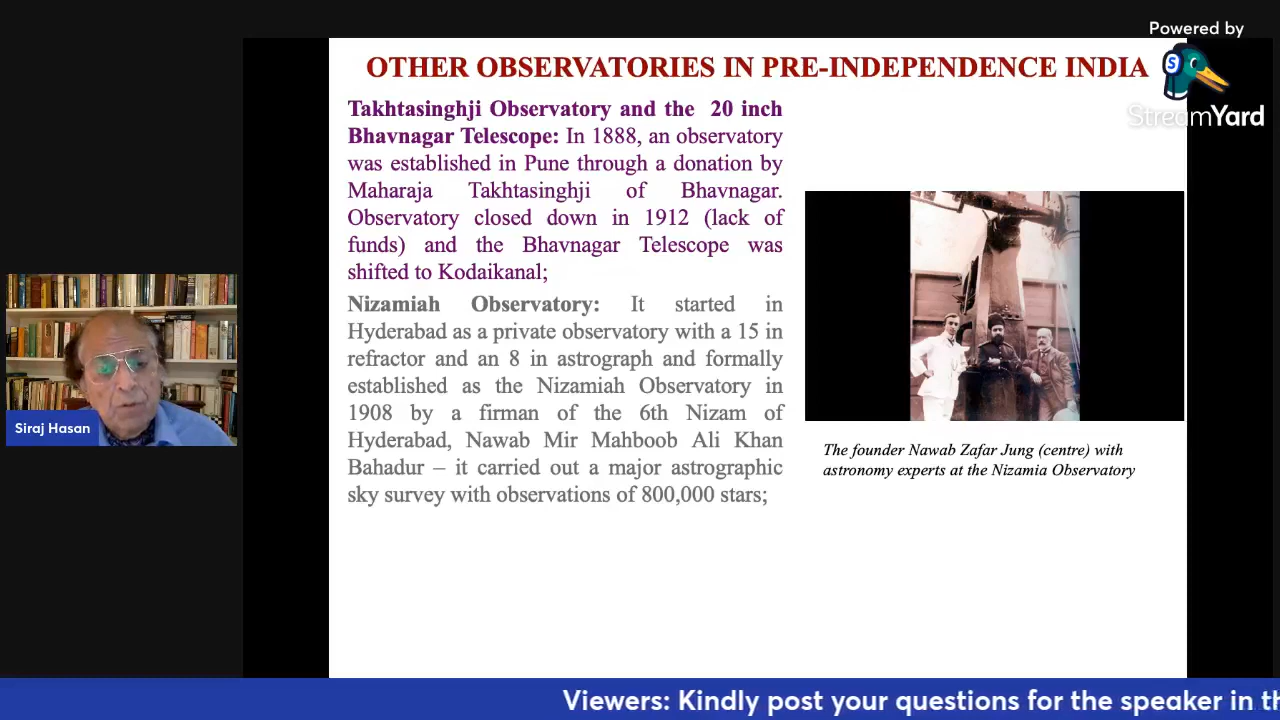 Powered by
StreamYard
OTHER OBSERVATORIES IN PRE-INDEPENDENCE INDIA
Takhtasinghji Observatory and the 20 inch
Bhavnagar Telescope: In 1888, an observatory
was established in Pune through a donation by
Maharaja Takhtasinghji of Bhavnagar.
Observatory closed down in 1912 (lack of
funds) and the Bhavnagar Telescope was
shifted to Kodaikanal;
Nizamiah Observatory: It started in
Hyderabad as a private observatory with a 15 in
refractor and an 8 in astrograph and formally
established as the Nizamiah Observatory in
1908 by a firman of the 6th Nizam of
Hyderabad, Nawab Mir Mahboob Ali Khan
Bahadur – it carried out a major astrographic
sky survey with observations of 800,000 stars;
The founder Nawab Zafar Jung (centre) with
astronomy experts at the Nizamia Observatory
Siraj Hasan
Viewers: Kindly post your questions for the speaker in th